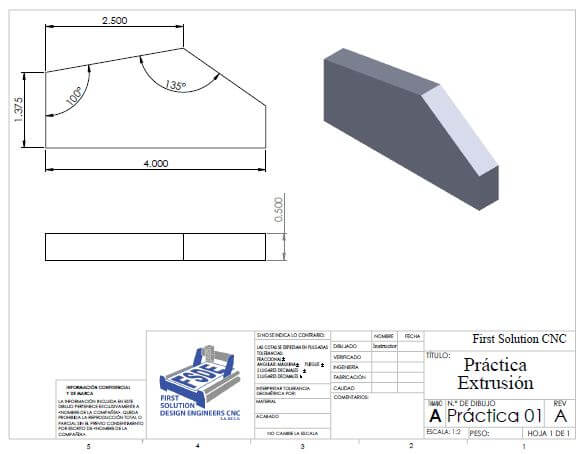 2.500
100°
135°
1.375
4.000
0.500
SI NO SE INDICA LO CONTRARIO:
LAS COTAS SE EXPRESAN EN PULGADAS
TOLERANCIAS:
FRACCIONAL ±
ANGULAR: MÁQUINA ± PLIEGUE ±
2 LUGARES DECIMALES ±
3 LUGARES DECIMALES ±
INTERPRETAR TOLERANCIA
GEOMÉTRICA POR:
MATERIAL
ACABADO
NO CAMBIE LA ESCALA
NOMBRE FECHA
DIBUJADO Instructor
VERIFICADO
INGENIERÍA
FABRICACIÓN
CALIDAD
COMENTARIOS:
First Solution CNC
TÍTULO:
Práctica
Extrusión
TAMAÑO N.º DE DIBUJO REV
A Práctica 01 A
ESCALA: 1:2 PESO: HOJA 1 DE 1
FSDE
FIRST
SOLUTION
DESIGN ENGINEERS CNC
INFORMACIÓN CONFIDENCIAL
Y DE MARCA
LA INFORMACIÓN INCLUIDA EN ESTE
DIBUJO PERTENECE EXCLUSIVAMENTE A
<NOMBRE DE LA COMPAÑÍA>. QUEDA
PROHIBIDA LA REPRODUCCIÓN TOTAL O
PARCIAL SIN EL PREVIO CONSENTIMIENTO
POR ESCRITO DE <NOMBRE DE LA
COMPAÑÍA>.
5 4 3 2 1